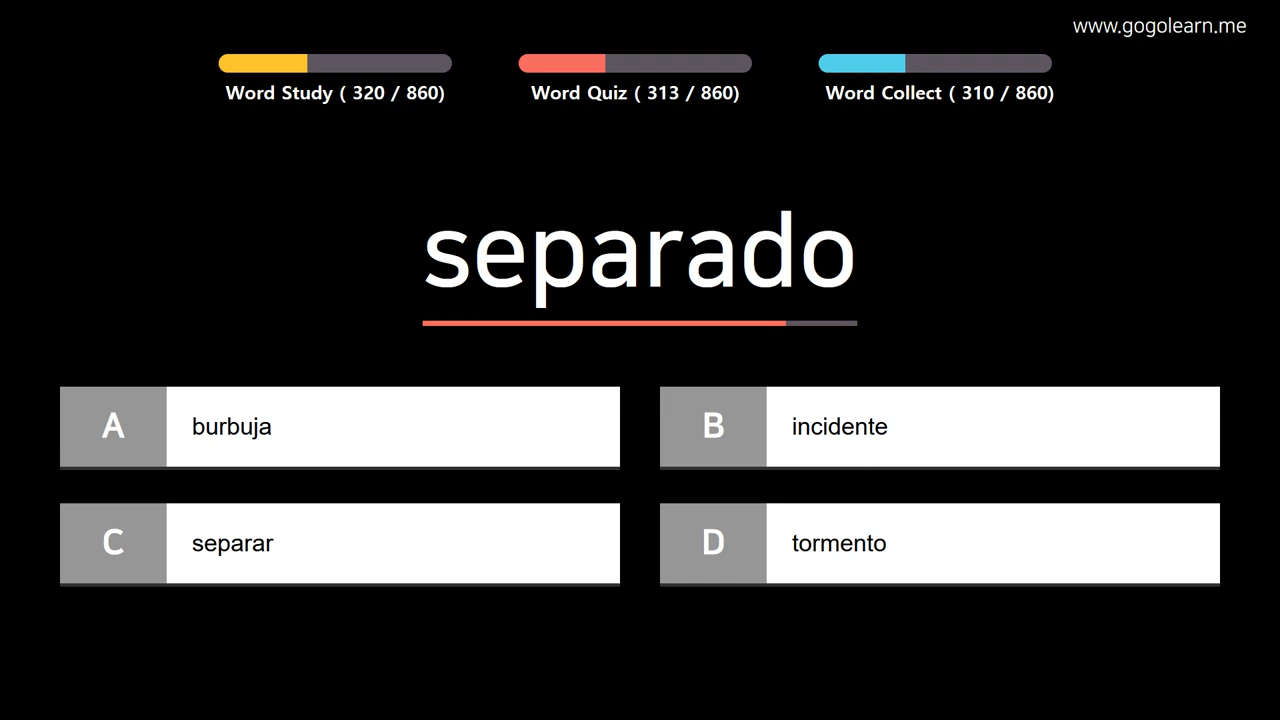 www.gogolearn.me
Word Study ( 320 / 860)
Word Quiz ( 313 / 860)
Word Collect ( 310 / 860)
separado
A burbuja
B incidente
C separar
D tormento